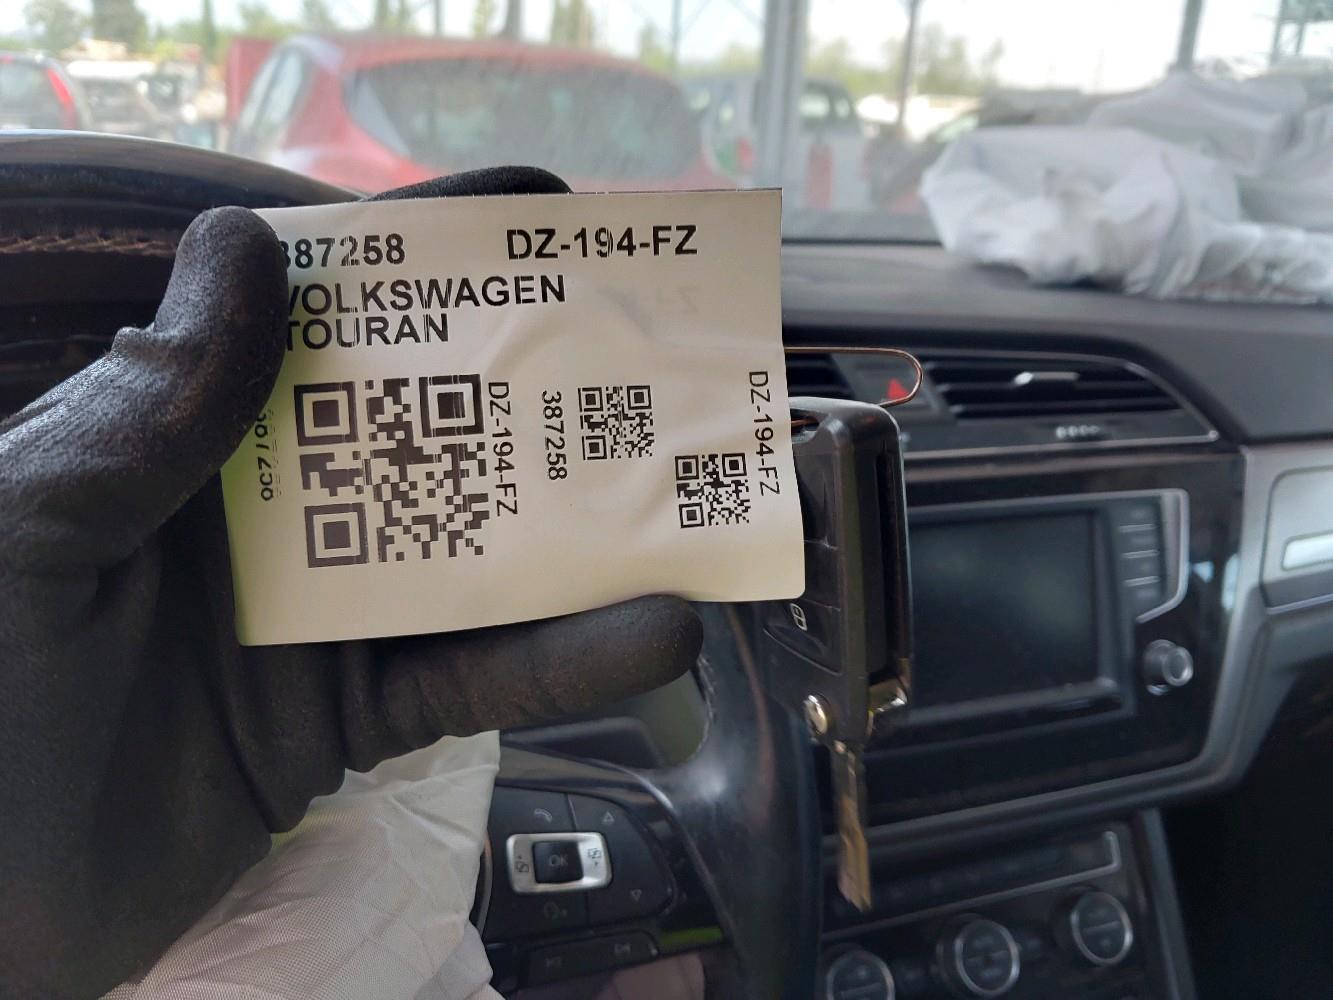 387258 DZ-194-FZ
VOLKSWAGEN
TOURAN
DZ-194-FZ
387258
DZ-194-FZ
OK